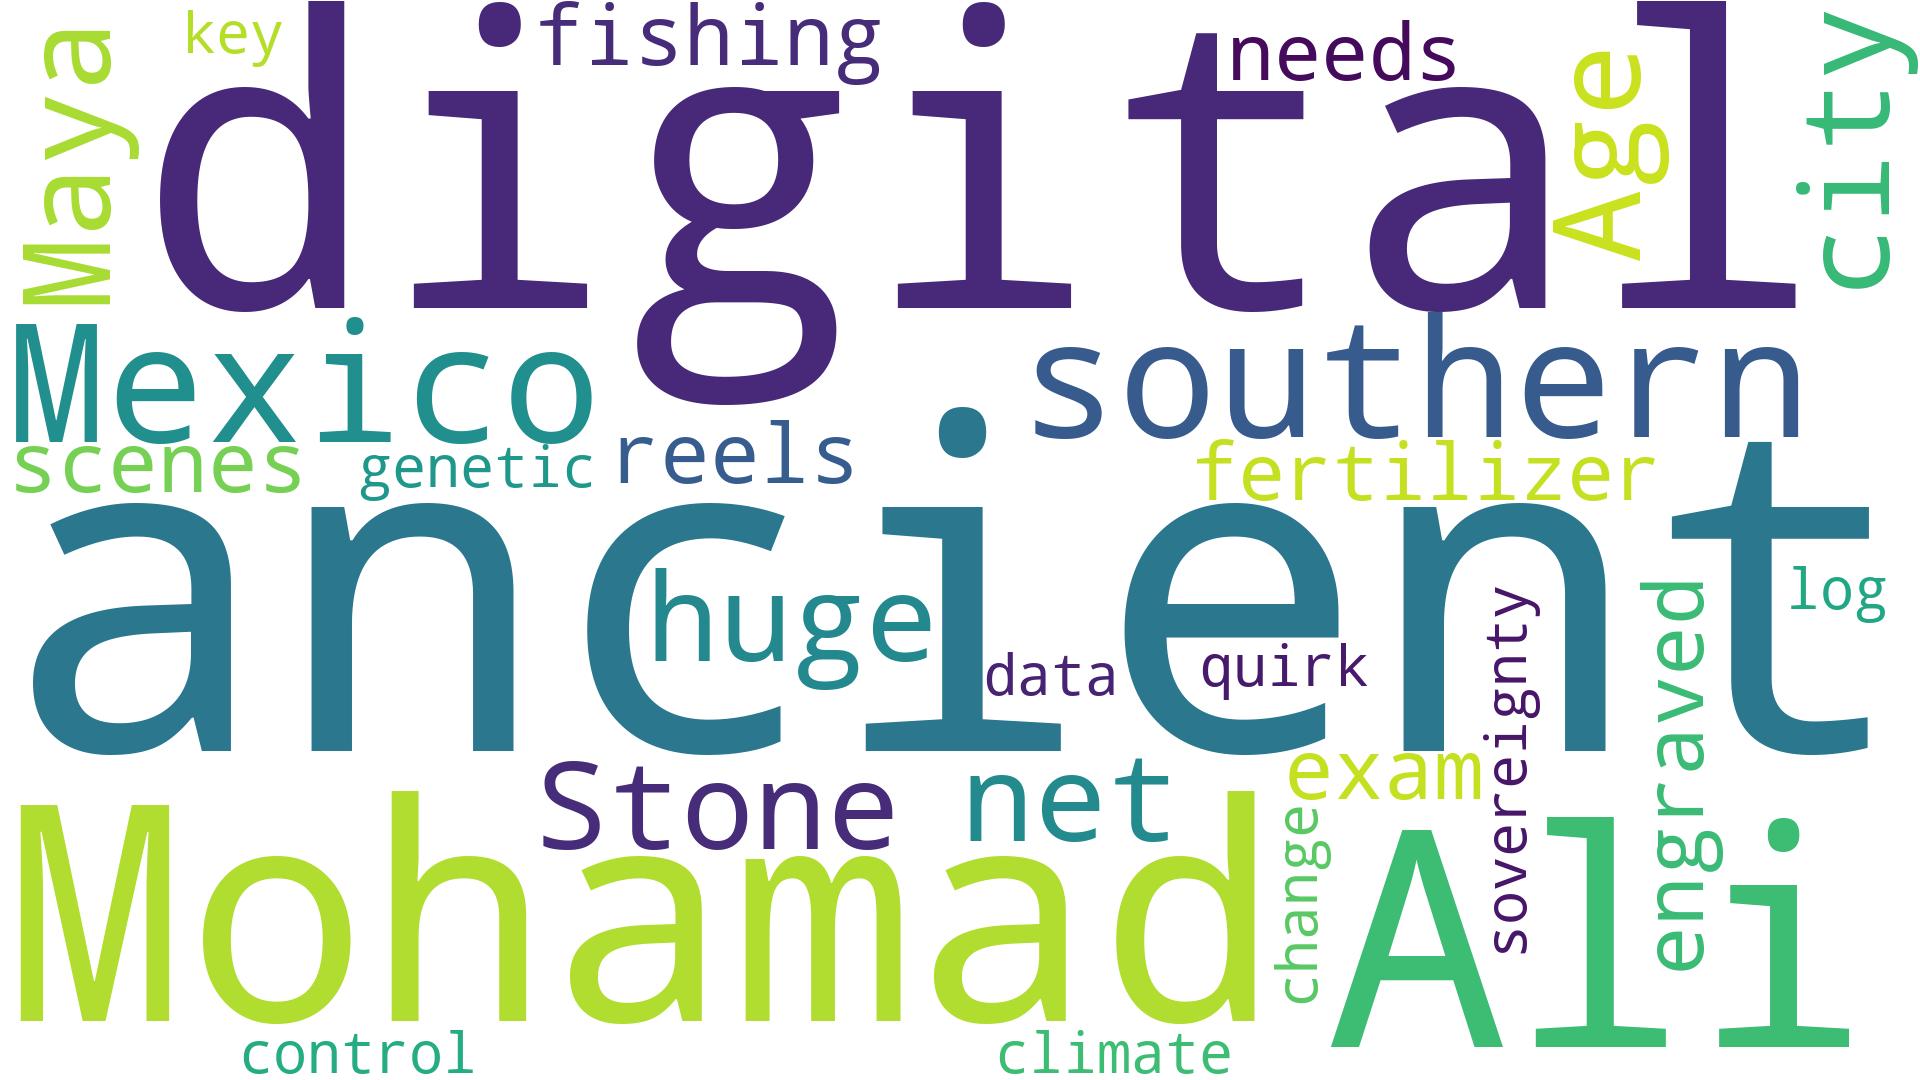 key
fishing
needs
digital
Maya
Age
city
Mexico
southern
scenes
genetic
reels
fertilizer
ancient
huge
data
quirk
log
sovereignty
engraved
Stone
net
exam
change
Mohamad
Ali
control
climate